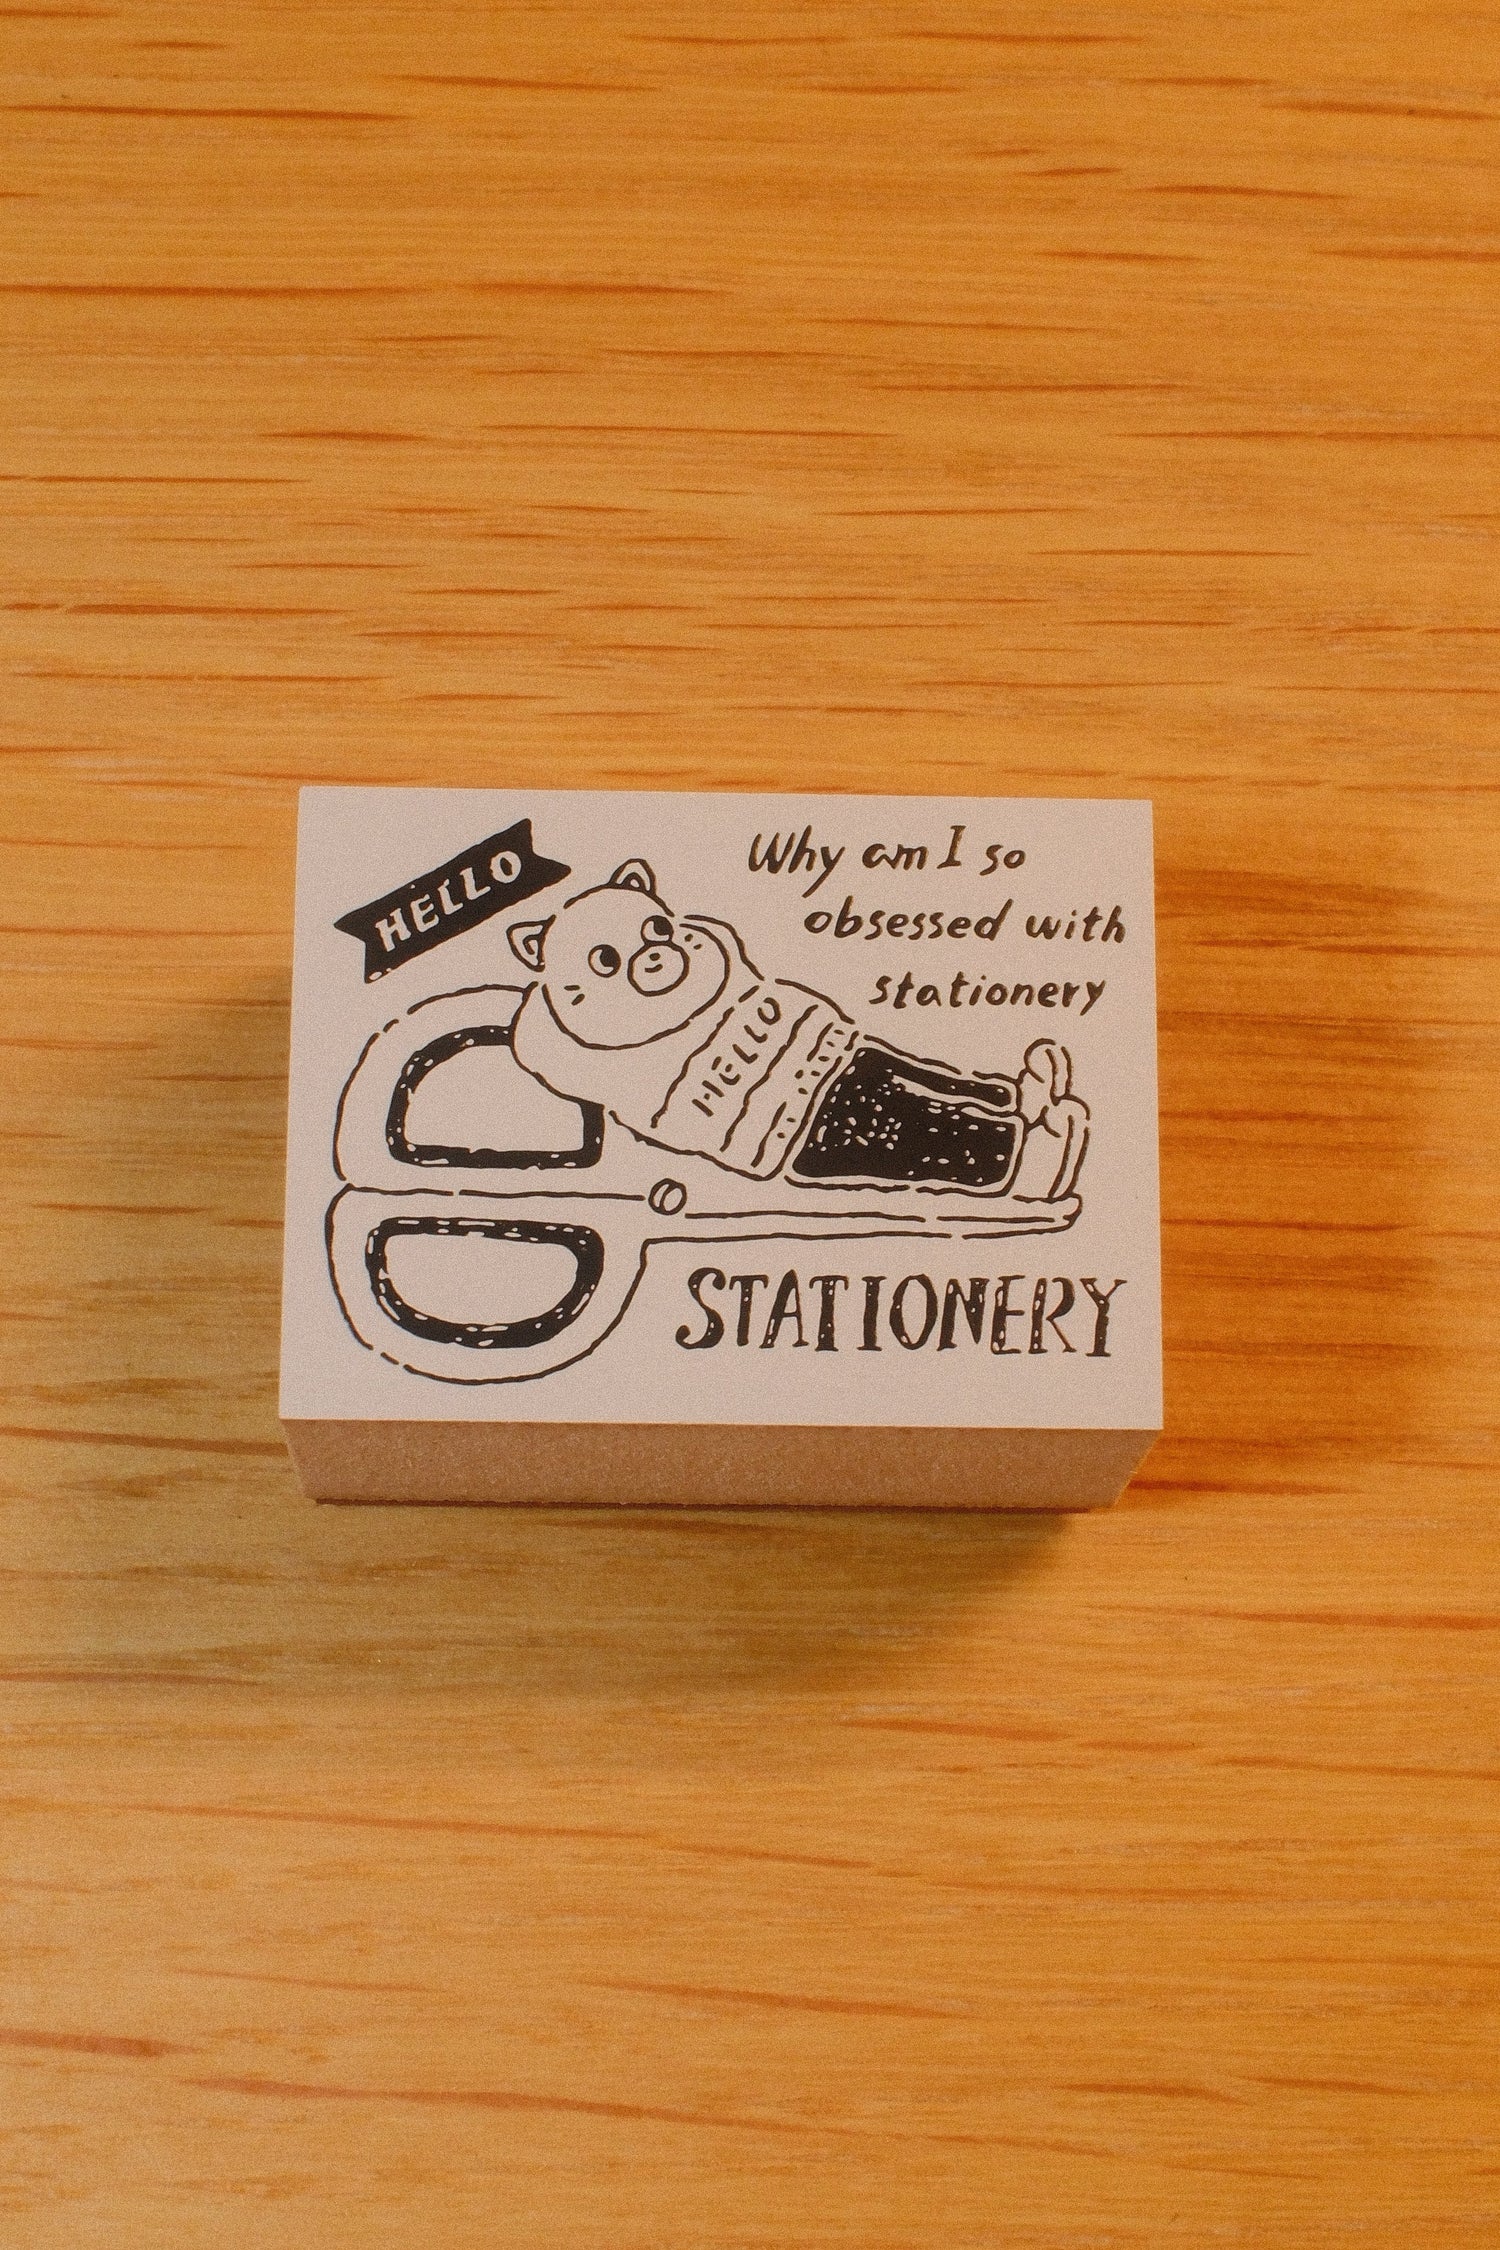 HELLO
Why am I so
obsessed with
stationery
HELLO
STATIONERY